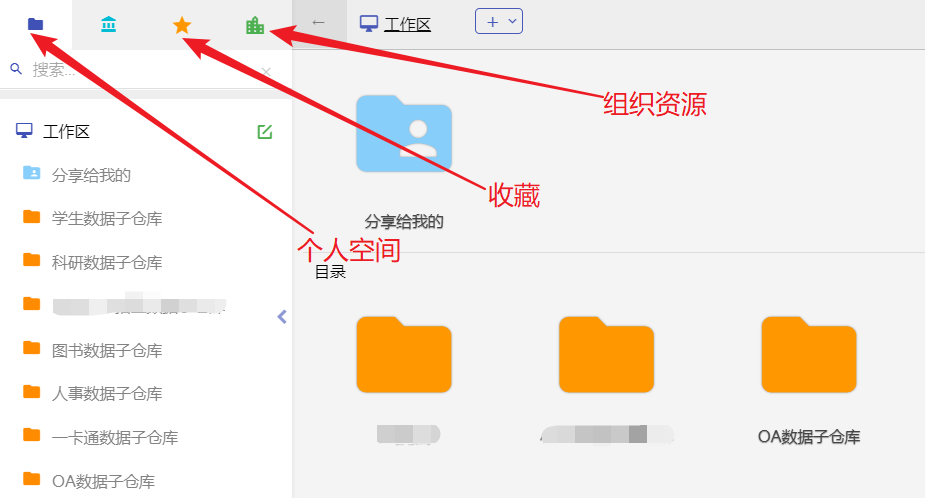 工作区
搜索...
组织资源
工作区
分享给我的
收藏
学生数据子仓库
分享给我的
个人空间
科研数据子仓库
目录
图书数据子仓库
人事数据子仓库
一卡通数据子仓库
OA数据子仓库
OA数据子仓库